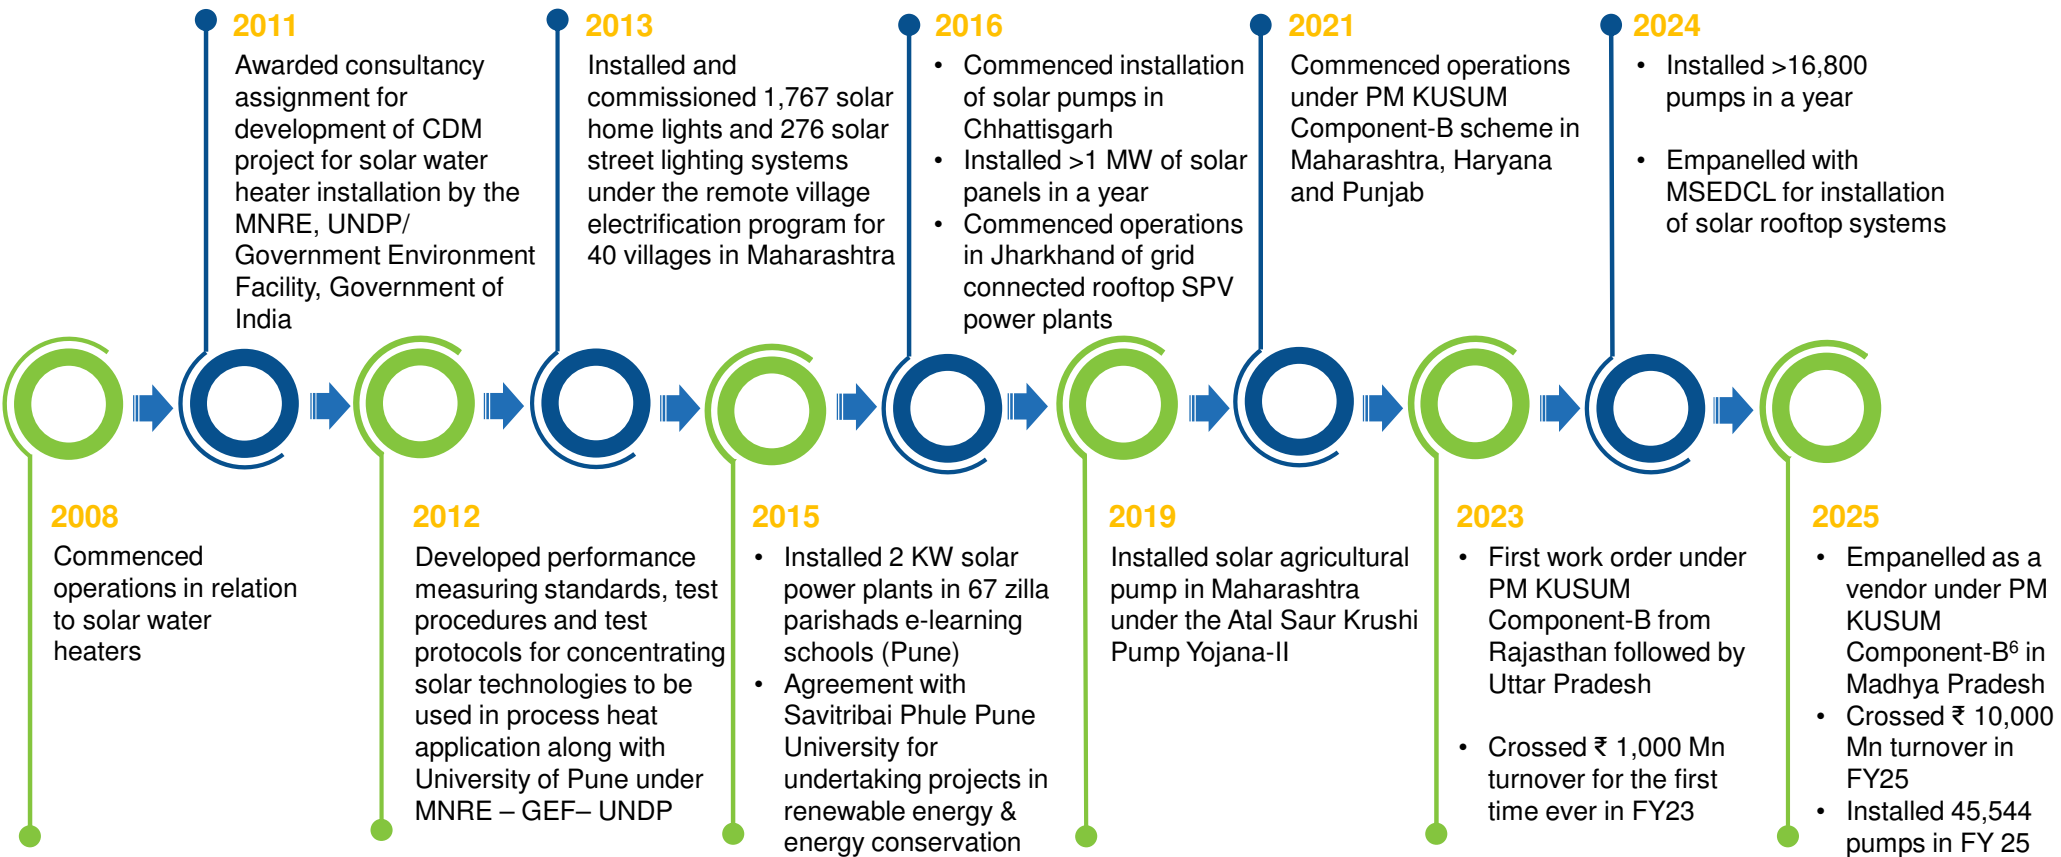 2011
Awarded consultancy
assignment for
development of CDM
project for solar water
heater installation by the
MNRE, UNDP/
Government Environment
Facility, Government of
India
2013
Installed and
commissioned 1,767 solar
home lights and 276 solar
street lighting systems
under the remote village
electrification program for
40 villages in Maharashtra
2016
• Commenced installation
of solar pumps in
Chhattisgarh
• Installed >1 MW of solar
panels in a year
• Commenced operations
in Jharkhand of grid
connected rooftop SPV
power plants
2021
Commenced operations
under PM KUSUM
Component-B scheme in
Maharashtra, Haryana
and Punjab
2024
• Installed >16,800
pumps in a year
• Empanelled with
MSEDCL for installation
of solar rooftop systems
2008
Commenced
operations in relation
to solar water
heaters
2012
Developed performance
measuring standards, test
procedures and test
protocols for concentrating
solar technologies to be
used in process heat
application along with
University of Pune under
MNRE – GEF– UNDP
2015
• Installed 2 KW solar
power plants in 67 zilla
parishads e-learning
schools (Pune)
• Agreement with
Savitribai Phule Pune
University for
undertaking projects in
renewable energy &
energy conservation
2019
Installed solar agricultural
pump in Maharashtra
under the Atal Saur Krushi
Pump Yojana-II
2023
• First work order under
PM KUSUM
Component-B from
Rajasthan followed by
Uttar Pradesh
• Crossed ₹ 1,000 Mn
turnover for the first
time ever in FY23
2025
• Empanelled as a
vendor under PM
KUSUM
Component-B⁶ in
Madhya Pradesh
• Crossed ₹ 10,000
Mn turnover in
FY25
• Installed 45,544
pumps in FY 25